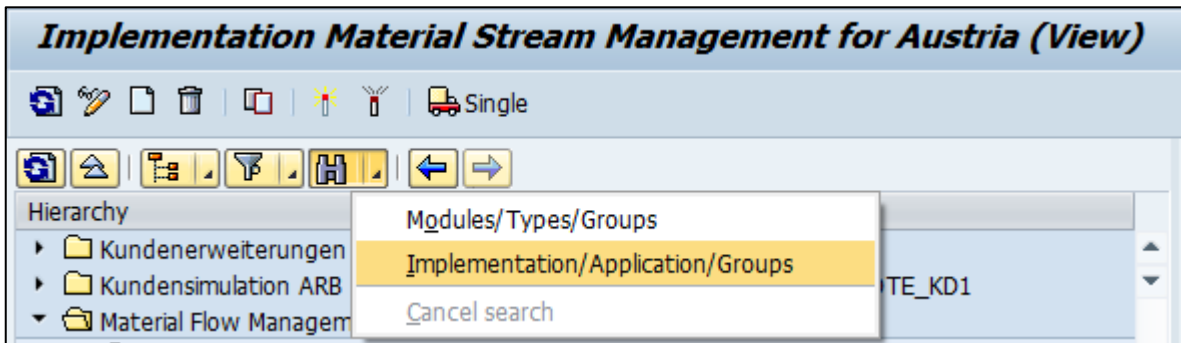 Implementation Material Stream Management for Austria (View)
Single
Hierarchy
Modules/Types/Groups
Kundenerweiterungen
Implementation/Application/Groups
Kundensimulation ARB
TE_KD1
Cancel search
Material Flow Managem